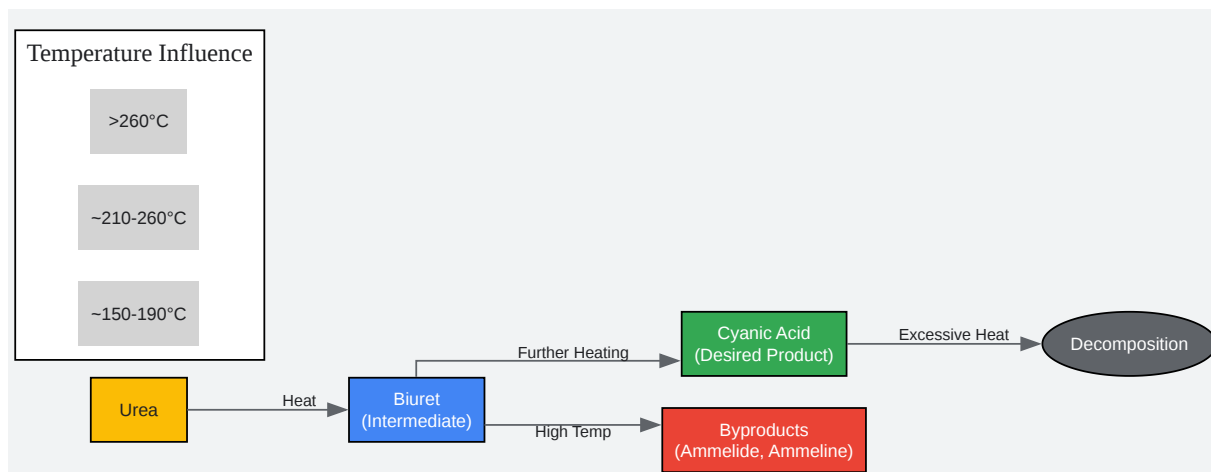 Temperature Influence
>260°C
~210-260°C
~150-190°C
Urea
Heat
Biuret
(Intermediate)
Further Heating
High Temp
Cyanic Acid
(Desired Product)
Byproducts
(Ammelide, Ammeline)
Excessive Heat
Decomposition